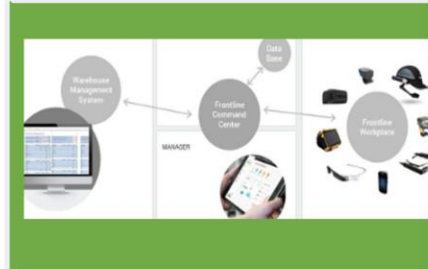 Warehouse
Management
System
Data
Base
Frontline
Command
Center
Frontline
Workplace
MANAGER